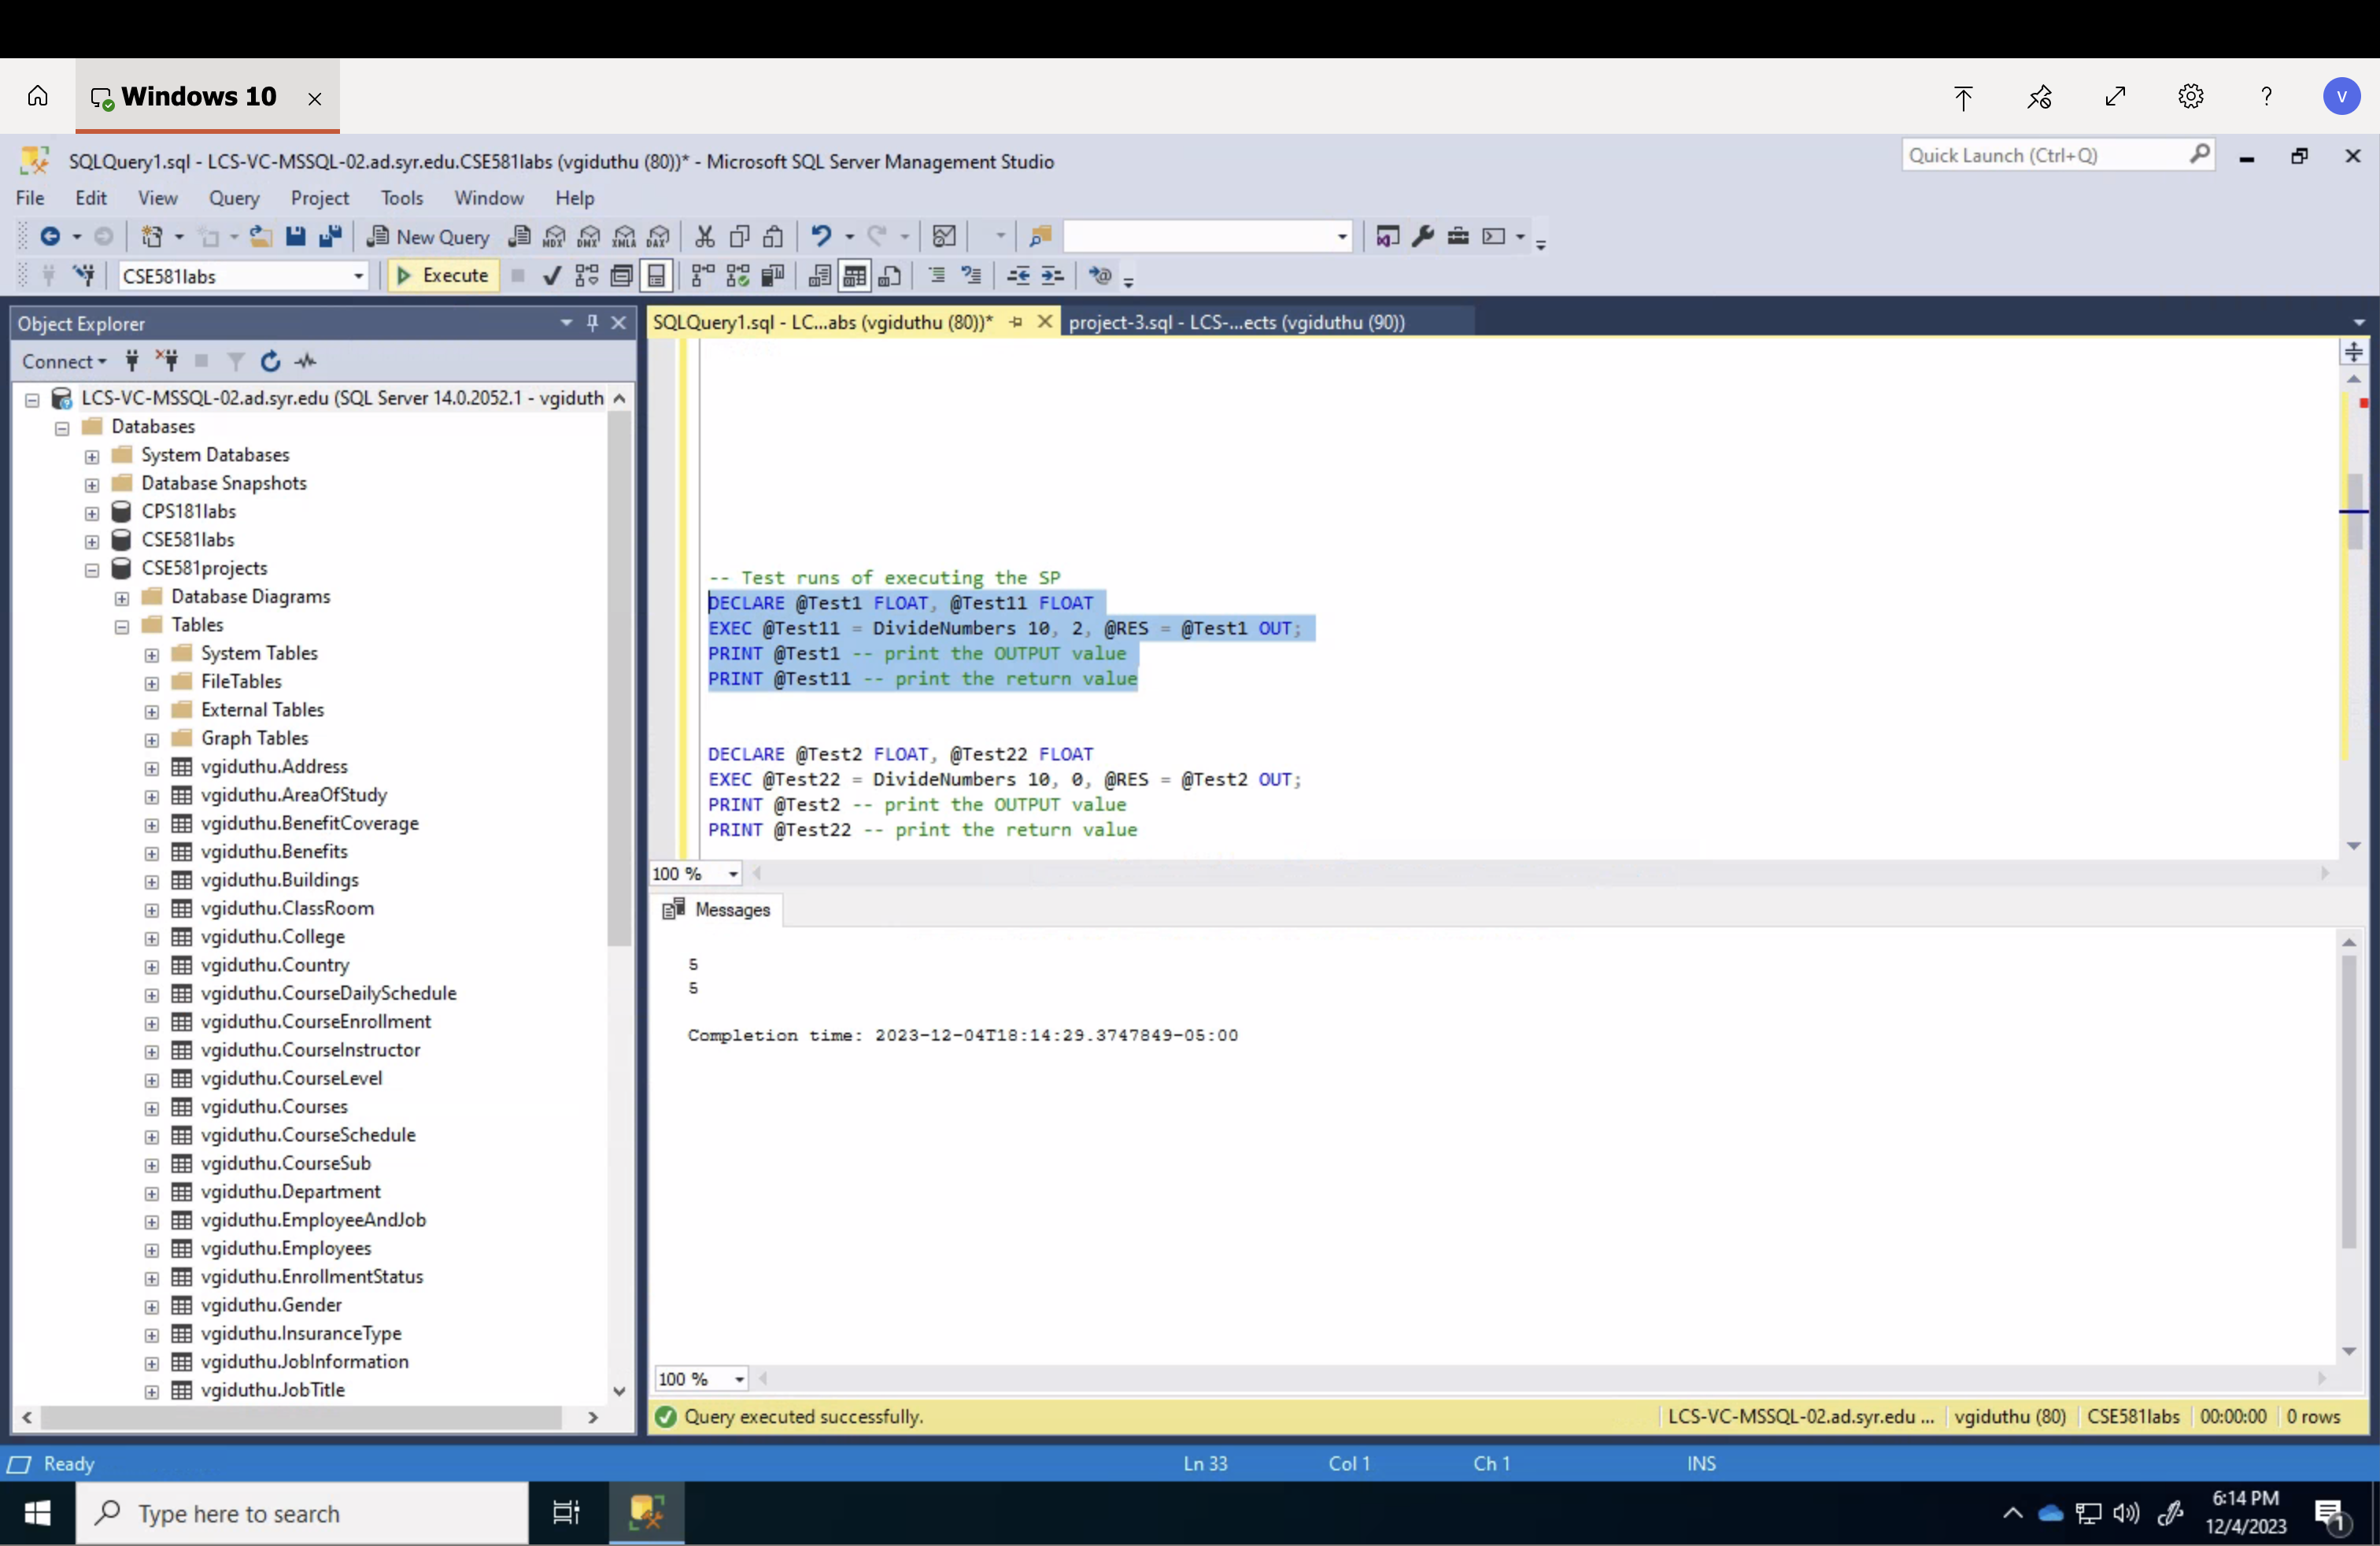 Windows 10
V
SQLQuery1.sql - LCS-VC-MSSQL-02.ad.syr.edu.CSE581labs (vgiduthu (80))* - Microsoft SQL Server Management Studio
Quick Launch (Ctrl+Q)
File Edit View Query Project Tools Window Help
New Query MDX DMX XMLA DAX
CSE581labs Execute
Object Explorer
SQLQuery1.sql - LC...abs (vgiduthu (80))* project-3.sql - LCS-...ects (vgiduthu (90))
Connect
LCS-VC-MSSQL-02.ad.syr.edu (SQL Server 14.0.2052.1 - vgiduth
Databases
System Databases
Database Snapshots
CPS181labs
CSE581labs
CSE581projects
Database Diagrams
Tables
System Tables
FileTables
External Tables
Graph Tables
vgiduthu.Address
vgiduthu.AreaOfStudy
vgiduthu.BenefitCoverage
vgiduthu.Benefits
vgiduthu.Buildings
vgiduthu.ClassRoom
vgiduthu.College
vgiduthu.Country
vgiduthu.CourseDailySchedule
vgiduthu.CourseEnrollment
vgiduthu.CourseInstructor
vgiduthu.CourseLevel
vgiduthu.Courses
vgiduthu.CourseSchedule
vgiduthu.CourseSub
vgiduthu.Department
vgiduthu.EmployeeAndJob
vgiduthu.Employees
vgiduthu.EnrollmentStatus
vgiduthu.Gender
vgiduthu.InsuranceType
vgiduthu.JobInformation
vgiduthu.JobTitle
-- Test runs of executing the SP
DECLARE @Test1 FLOAT, @Test11 FLOAT
EXEC @Test11 = DivideNumbers 10, 2, @RES = @Test1 OUT;
PRINT @Test1 -- print the OUTPUT value
PRINT @Test11 -- print the return value
DECLARE @Test2 FLOAT, @Test22 FLOAT
EXEC @Test22 = DivideNumbers 10, 0, @RES = @Test2 OUT;
PRINT @Test2 -- print the OUTPUT value
PRINT @Test22 -- print the return value
100 %
Messages
5
5
Completion time: 2023-12-04T18:14:29.3747849-05:00
100 %
Query executed successfully. LCS-VC-MSSQL-02.ad.syr.edu ... vgiduthu (80) CSE581labs 00:00:00 0 rows
Ready Ln 33 Col 1 Ch 1 INS
Type here to search
6:14 PM
12/4/2023
1